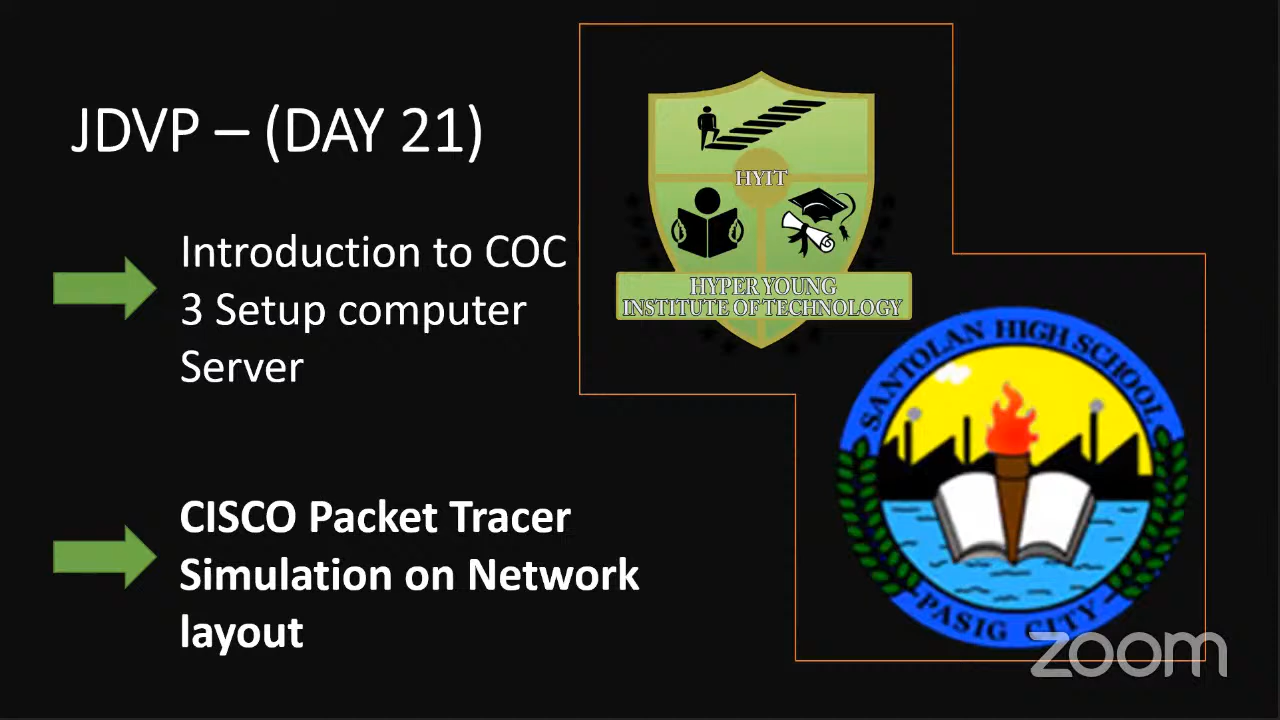 JDVP – (DAY 21)
Introduction to COC
3 Setup computer
Server
CISCO Packet Tracer
Simulation on Network
layout
HYIT
HYPER YOUNG
INSTITUTE OF TECHNOLOGY
SANTOLAN HIGH SCHOOL
PASIG CITY
zoom